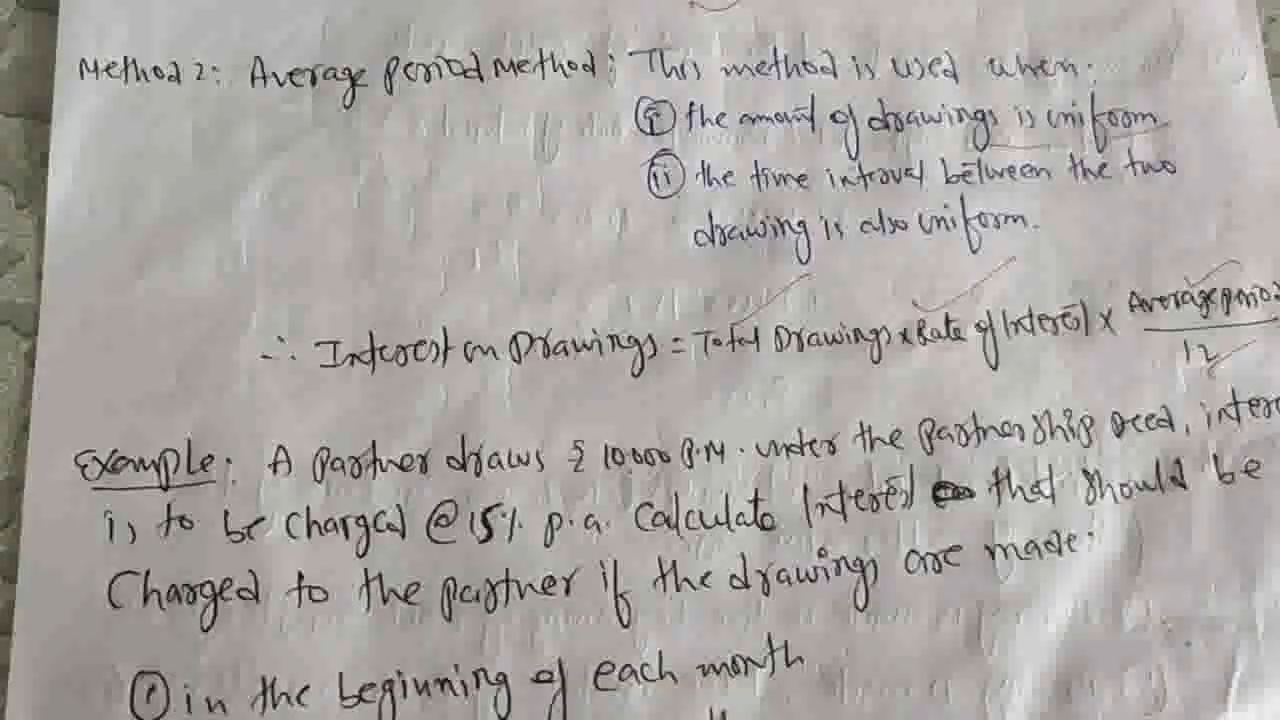 Method 2: Average period Method: This method is used when:
(i) the amount of drawings is uniform
(ii) the time intraval between the two
drawing is also uniform.
∴ Interest on Drawings = Total Drawings x Rate of Interest x Average period / 12
Example: A partner draws ₹ 10,000 P.M. under the partnership deed, inter
is to be charged @ 15% p.a. Calculate Interest that should be
Charged to the partner if the drawings are made:
(1) in the beginning of each month